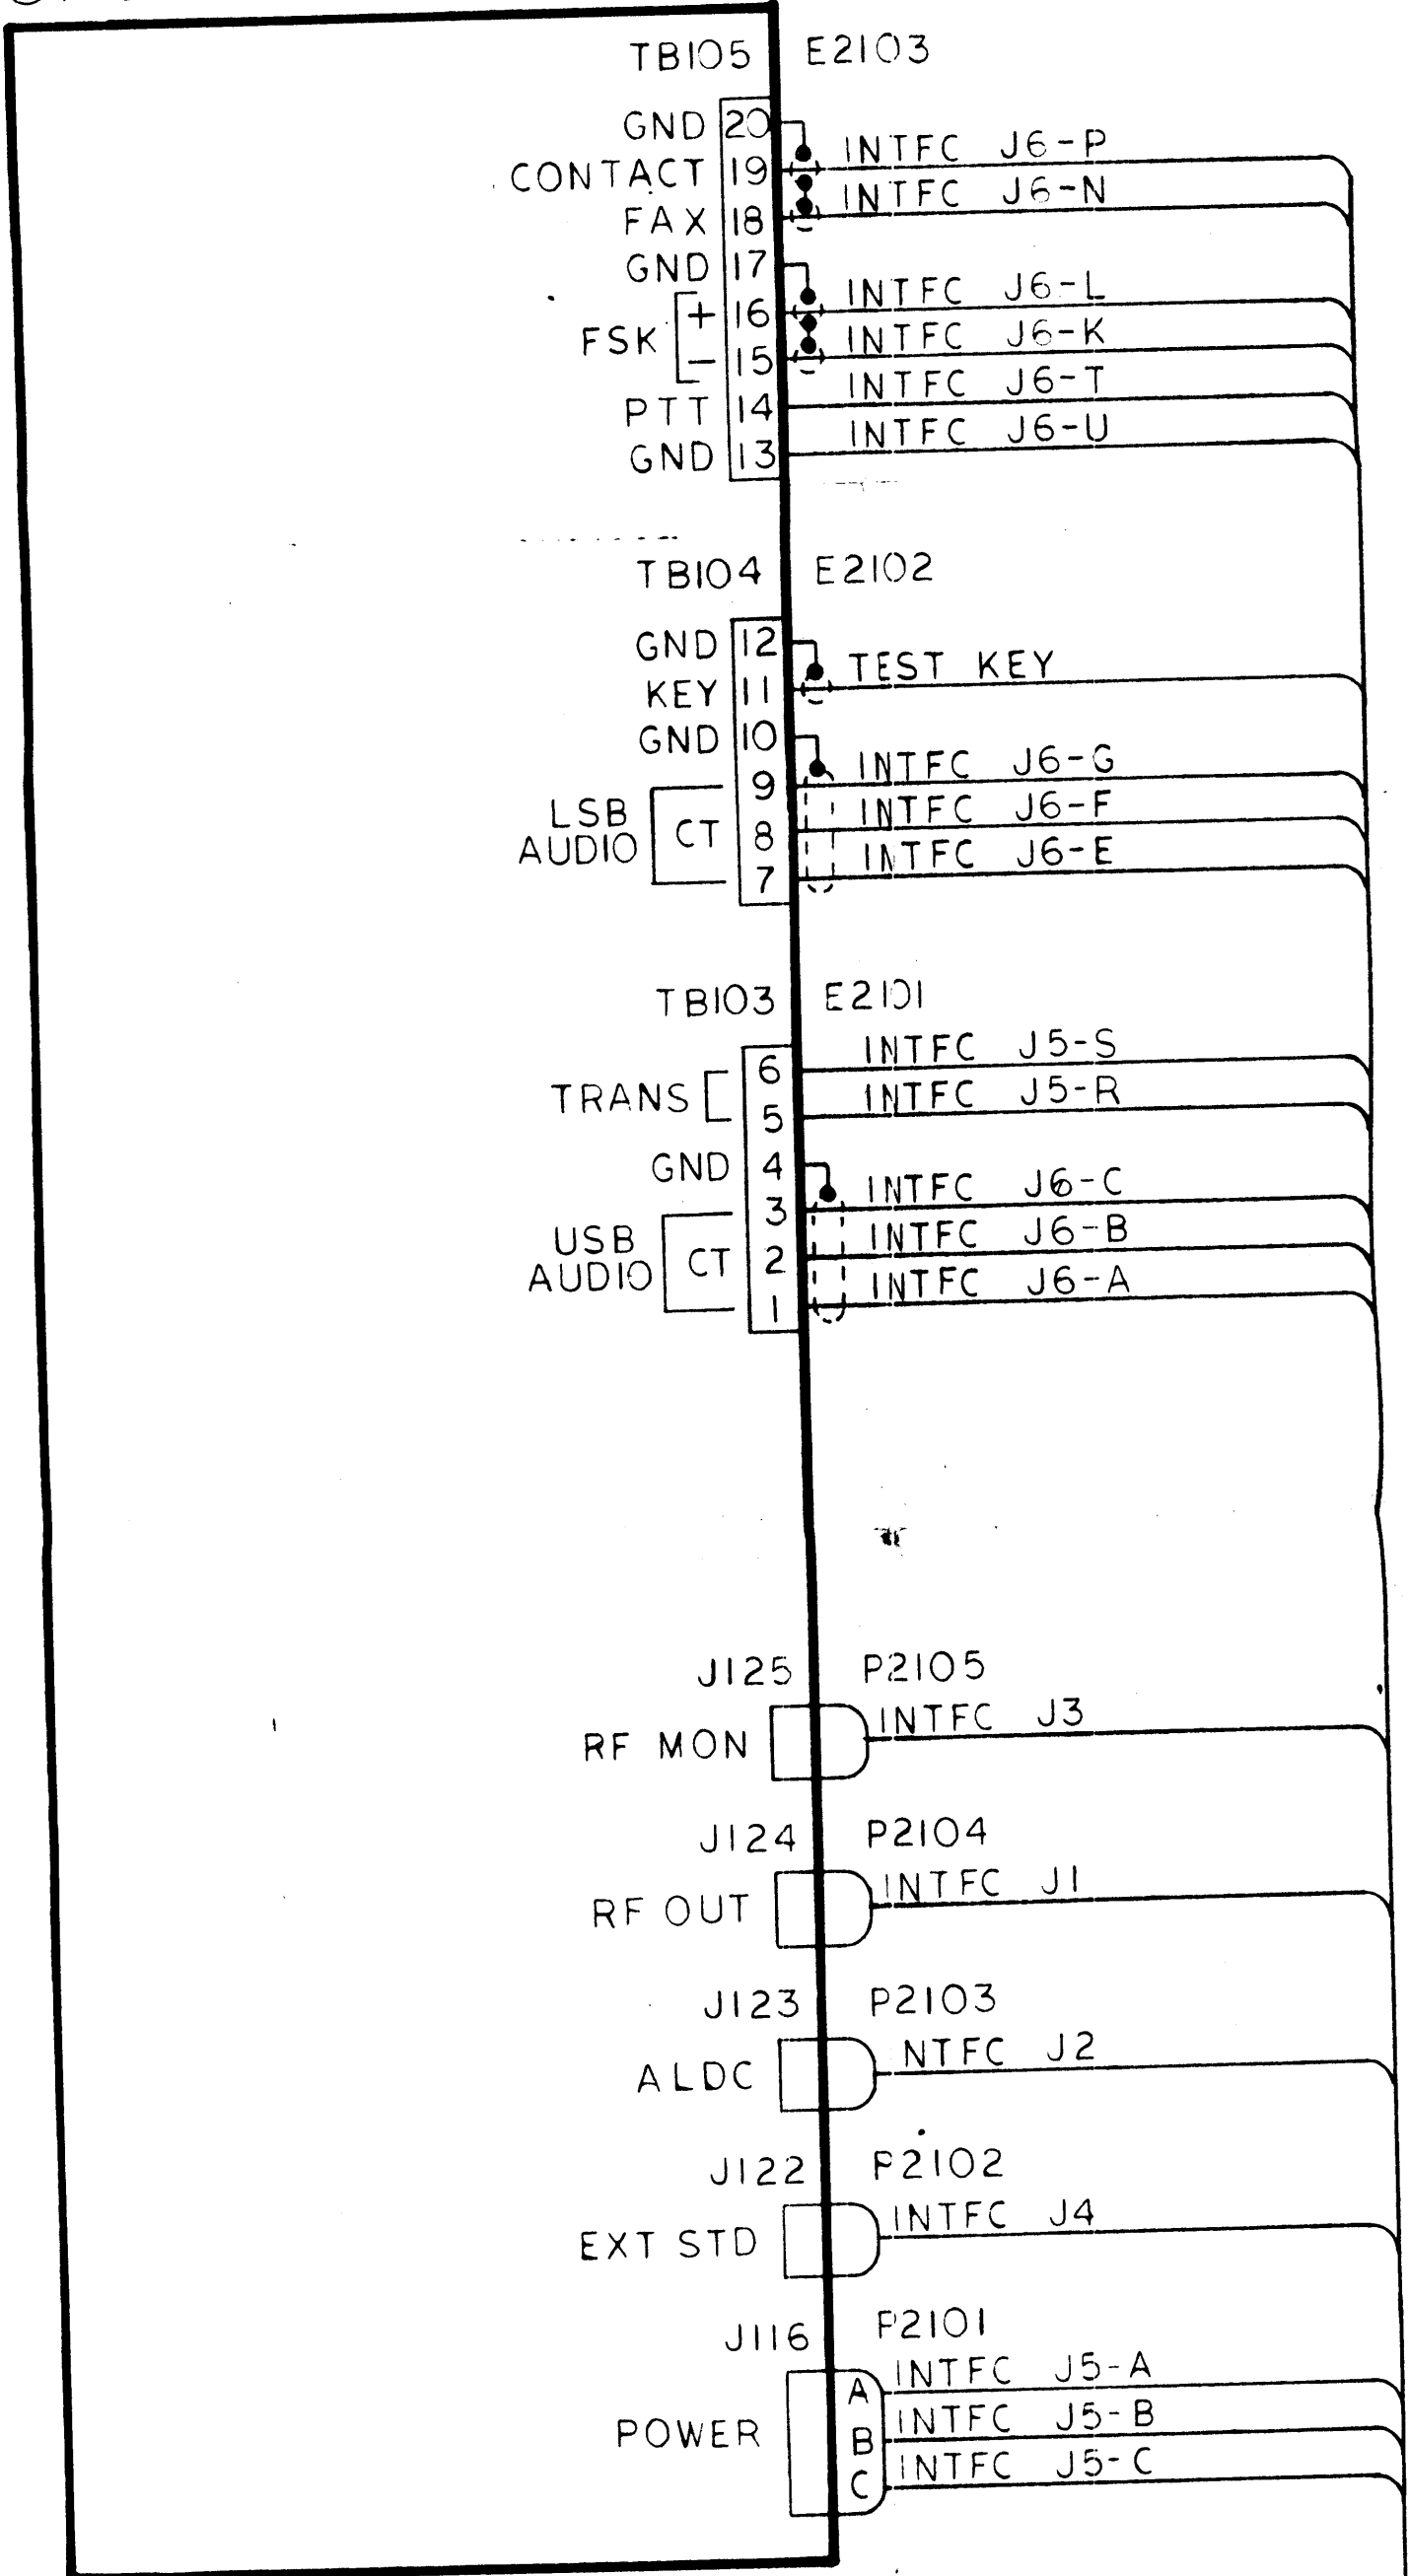 TB105 E2103
GND 20
CONTACT 19 INTFC J6-P
FAX 18 INTFC J6-N
GND 17
FSK + 16 INTFC J6-L
- 15 INTFC J6-K
PTT 14 INTFC J6-T
GND 13 INTFC J6-U
TB104 E2102
GND 12
KEY 11 TEST KEY
GND 10
9 INTFC J6-G
LSB AUDIO CT 8 INTFC J6-F
7 INTFC J6-E
TB103 E2101
TRANS 6 INTFC J5-S
5 INTFC J5-R
GND 4
3 INTFC J6-C
USB AUDIO CT 2 INTFC J6-B
1 INTFC J6-A
J125 P2105
RF MON INTFC J3
J124 P2104
RF OUT INTFC J1
J123 P2103
ALDC NTFC J2
J122 P2102
EXT STD INTFC J4
J116 P2101
A INTFC J5-A
POWER B INTFC J5-B
C INTFC J5-C